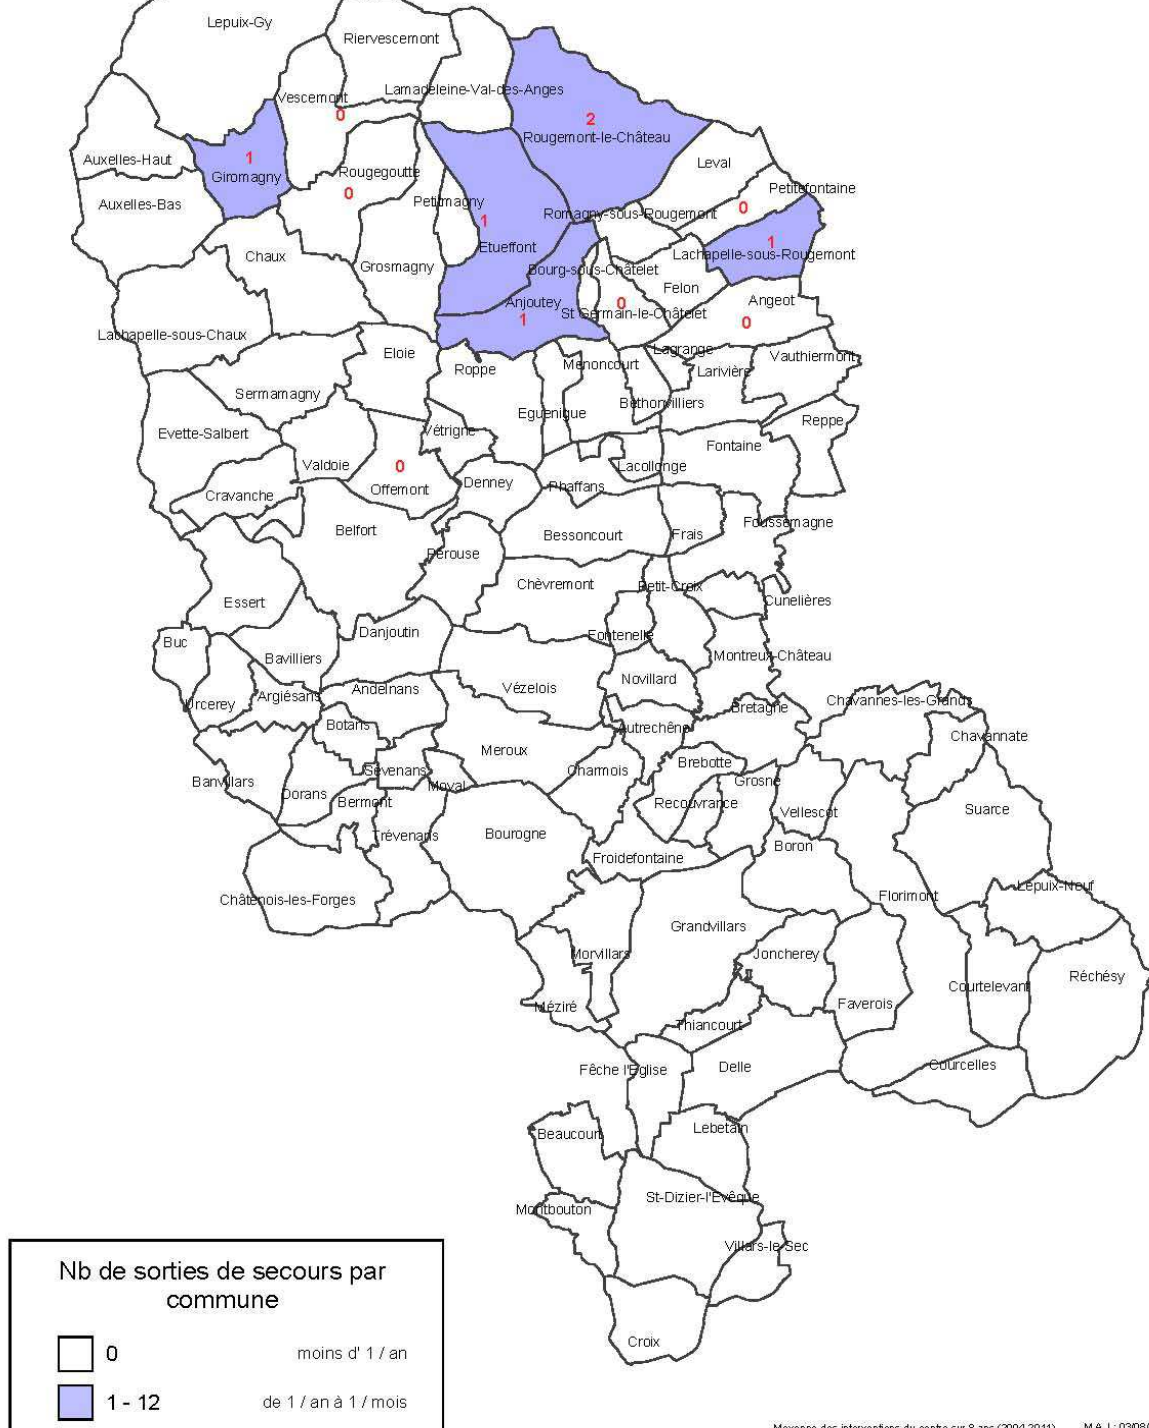 Lepuix-Gy
Riervescemont
Lamadeleine-Val-des-Anges
Vescemont
0
2
Rougemont-le-Château
Auxelles-Haut
1
Giromagny
Rougegoutte
0
Leval
Petitefontaine
0
Auxelles-Bas
Petitmagny
1
Romagny-sous-Rougemont
Etueffont
1
Lachapelle-sous-Rougemont
Chaux
Grosmagny
Bourg-sous-Châtelet
Felon
Anjoutey
1
0
St Germain-le-Châtelet
Angeot
0
Lachapelle-sous-Chaux
Eloie
Roppe
Menoncourt
Lagrange
Larivière
Vauthiermont
Sermamagny
Eguenigue
Bethonvilliers
Reppe
Evette-Salbert
Vétrigne
Fontaine
Valdoie
0
Offemont
Lacollonge
Cravanche
Denney
Phaffans
Belfort
Bessoncourt
Frais
Foussemagne
Pérouse
Chèvremont
Petit-Croix
Cunelières
Essert
Danjoutin
Fontenelle
Buc
Bavilliers
Montreux-Château
Urcerey
Argiésans
Andelnans
Vézelois
Novillard
Bretagne
Chavannes-les-Grands
Botans
Autrechêne
Chavannate
Meroux
Banvillars
Sévenans
Charmois
Brebotte
Grosne
Dorans
Bermont
Moval
Recouvrance
Vellescot
Suarce
Trévenans
Bourogne
Boron
Froidefontaine
Châtenois-les-Forges
Florimont
Lepuix-Neuf
Grandvillars
Morvillars
Joncherey
Courtelevant
Réchésy
Méziré
Faverois
Thiancourt
Fêche l'Eglise
Delle
Courcelles
Beaucourt
Lebetain
St-Dizier-l'Evêque
Montbouton
Villars-le-Sec
Croix
Nb de sorties de secours par
commune
0 moins d' 1 / an
1 - 12 de 1 / an à 1 / mois